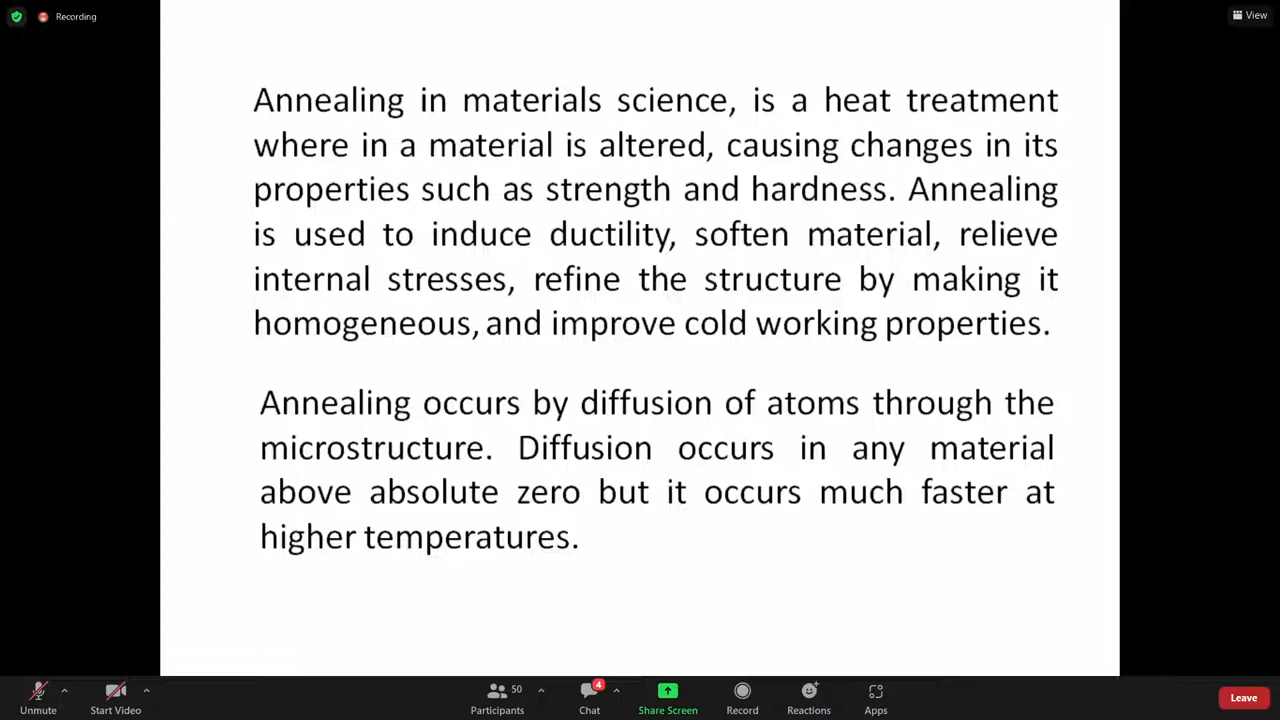 Recording
View
Annealing in materials science, is a heat treatment
where in a material is altered, causing changes in its
properties such as strength and hardness. Annealing
is used to induce ductility, soften material, relieve
internal stresses, refine the structure by making it
homogeneous, and improve cold working properties.
Annealing occurs by diffusion of atoms through the
microstructure. Diffusion occurs in any material
above absolute zero but it occurs much faster at
higher temperatures.
Unmute
Start Video
50
Participants
4
Chat
Share Screen
Record
Reactions
Apps
Leave